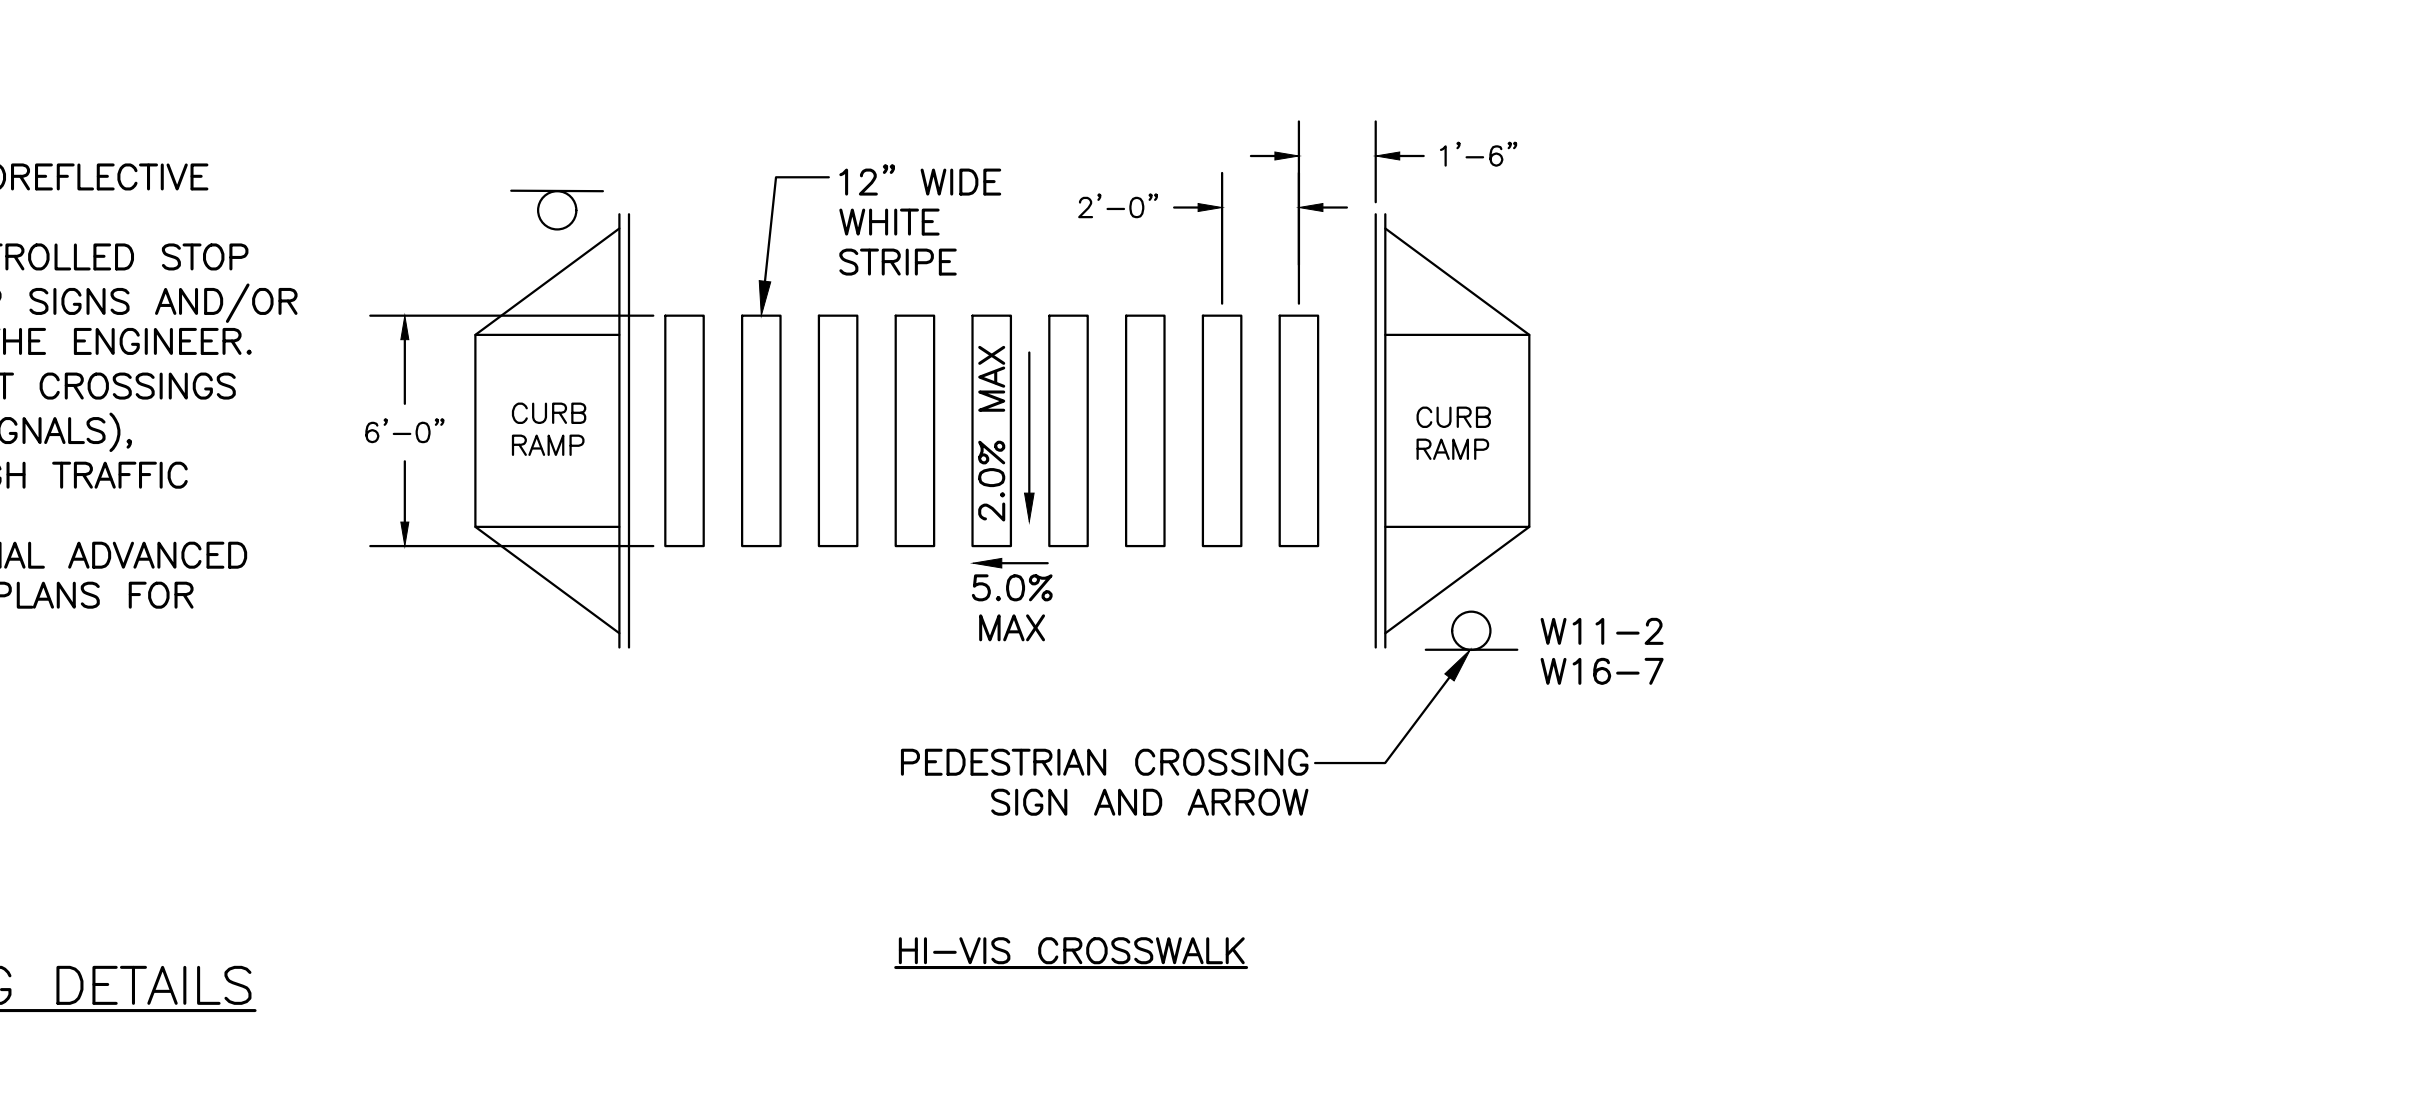 OREFLECTIVE
TROLLED STOP
P SIGNS AND/OR
THE ENGINEER.
T CROSSINGS
GNALS),
SH TRAFFIC
IAL ADVANCED
PLANS FOR
G DETAILS
12" WIDE
WHITE
STRIPE
2'-0"
1'-6"
6'-0"
CURB
RAMP
2.0% MAX
5.0%
MAX
CURB
RAMP
W11-2
W16-7
PEDESTRIAN CROSSING
SIGN AND ARROW
HI-VIS CROSSWALK